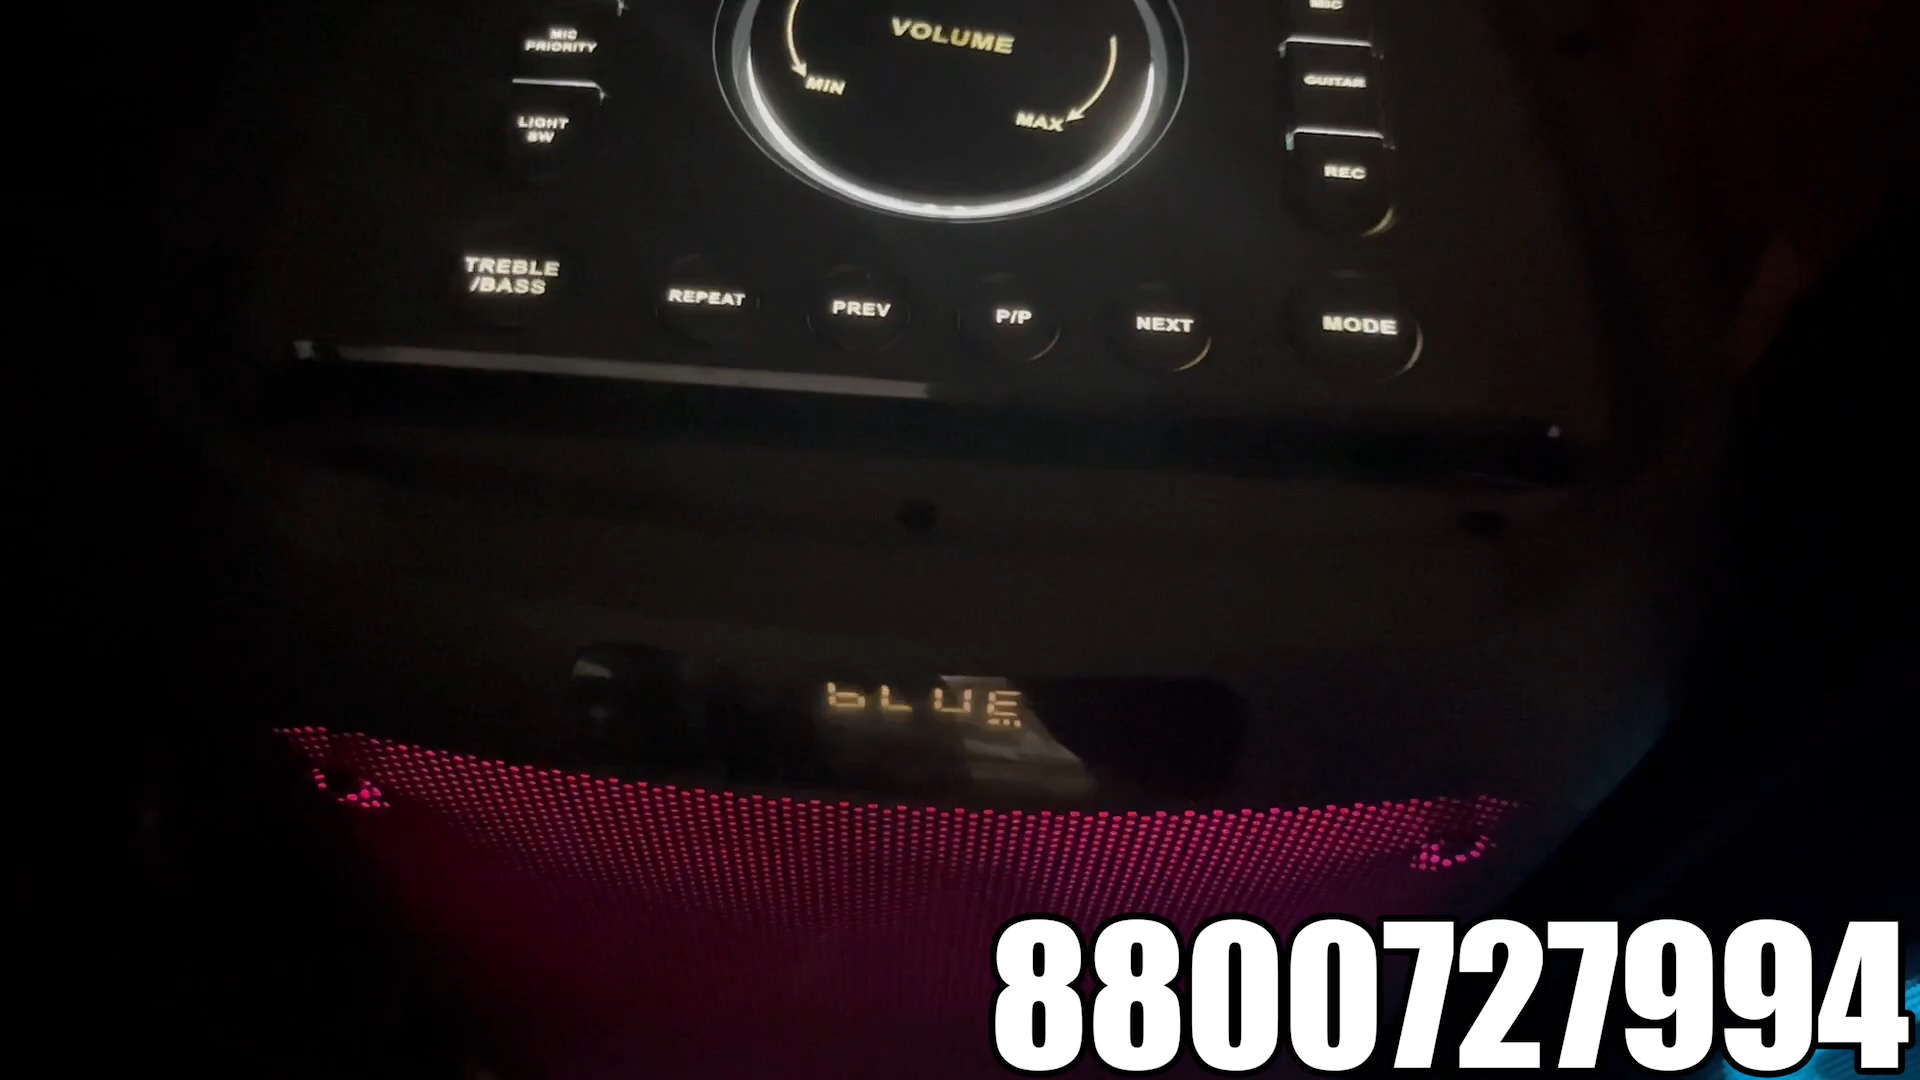 MIC
PRIORITY
LIGHT
SW
VOLUME
MIN
MAX
MIC
GUITAR
REC
TREBLE
/BASS
REPEAT
PREV
P/P
NEXT
MODE
bLUE
8800727994